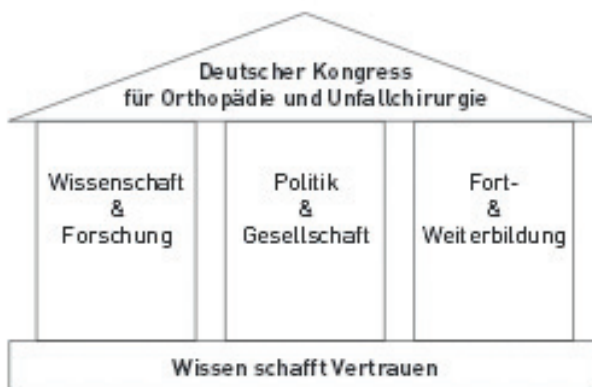 Deutscher Kongress
für Orthopädie und Unfallchirurgie
Wissenschaft
&
Forschung
Politik
&
Gesellschaft
Fort-
&
Weiterbildung
Wissen schafft Vertrauen